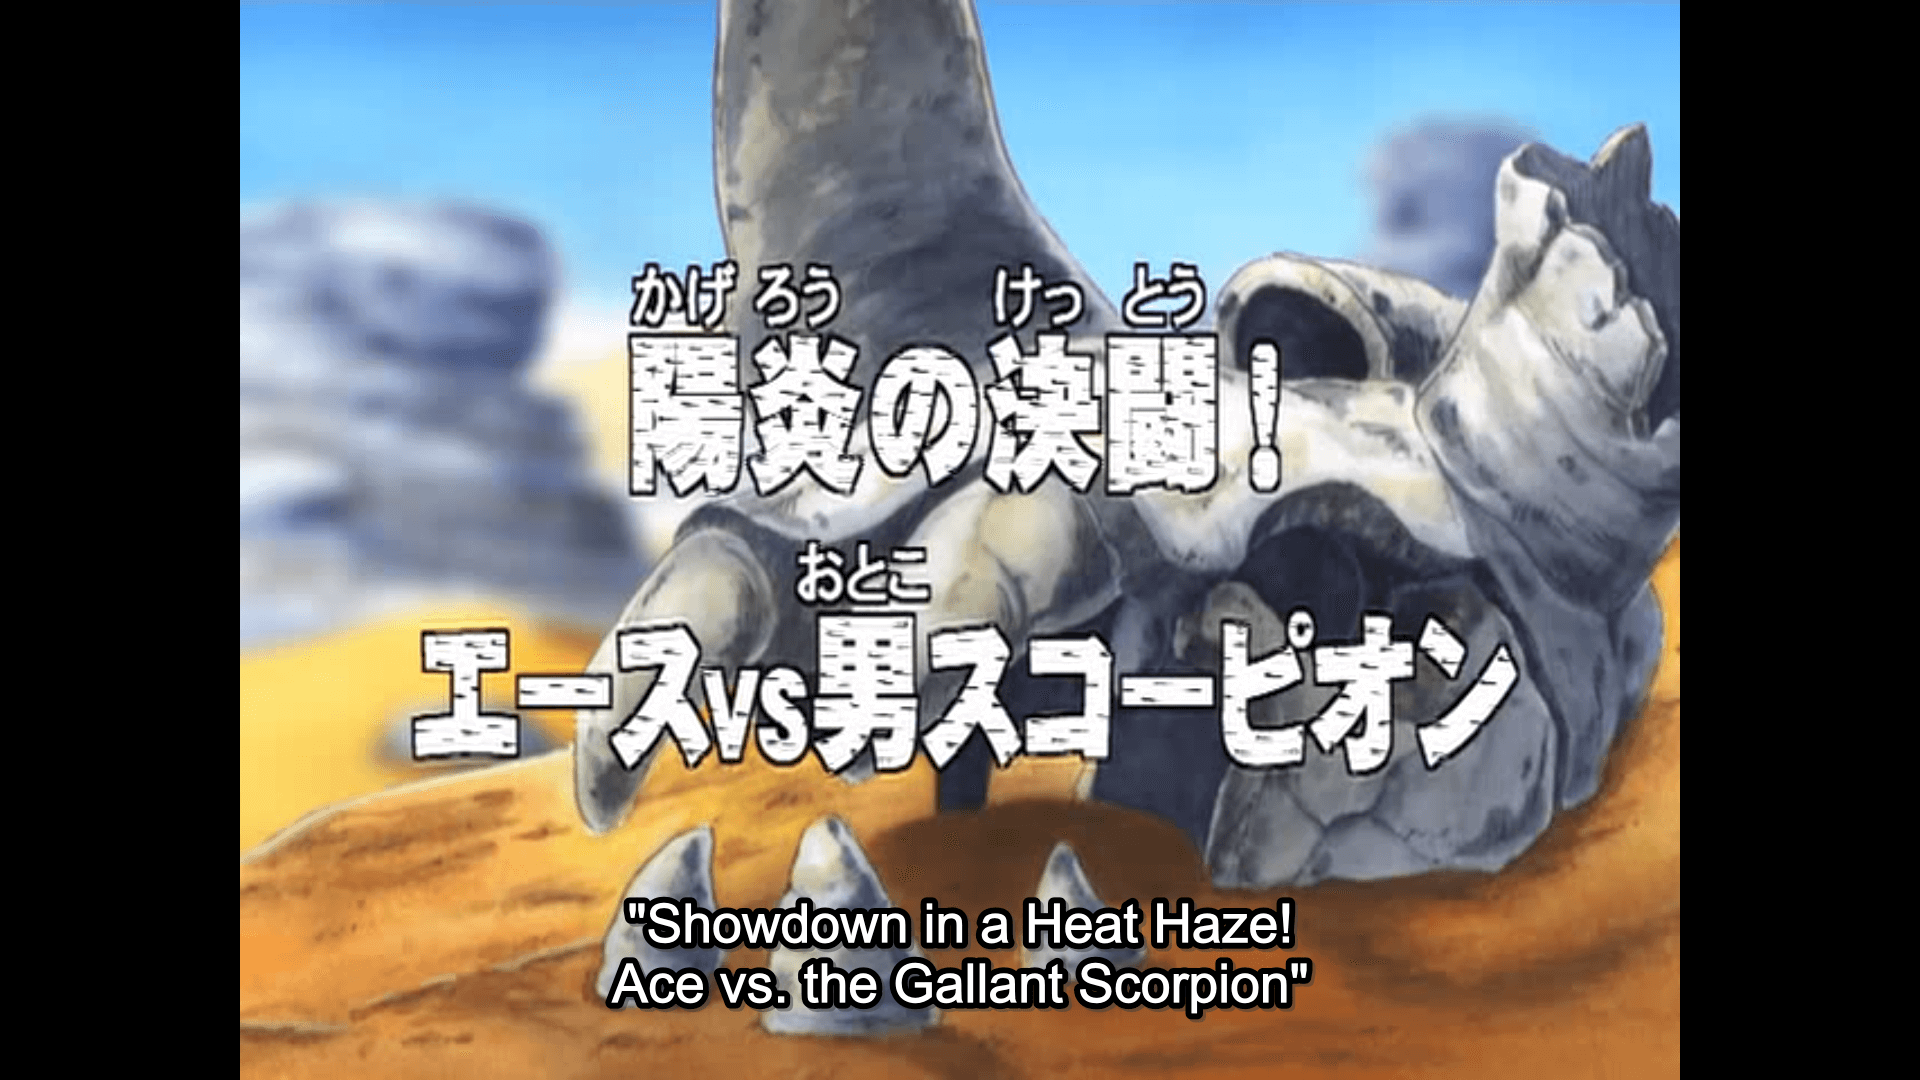 かげろう けっとう
陽炎の決闘!
おとこ
エースvs男スコーピオン
"Showdown in a Heat Haze!
Ace vs. the Gallant Scorpion"